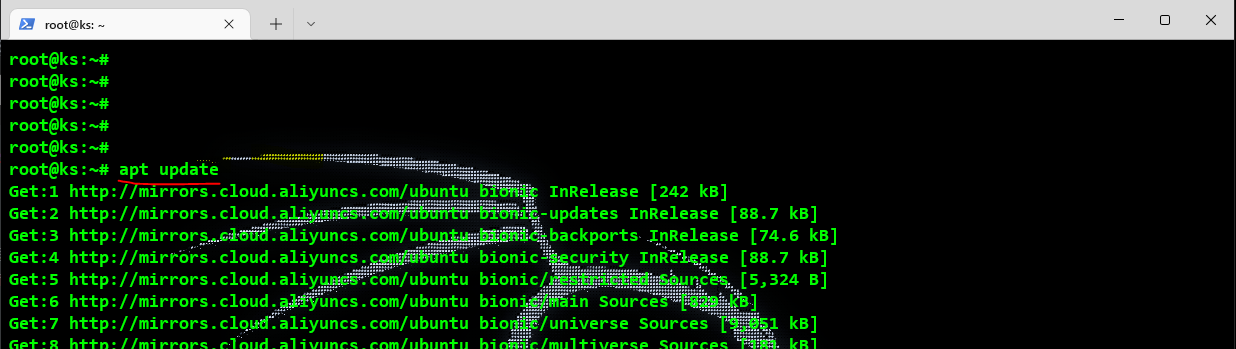 root@ks: ~
root@ks:~#
root@ks:~#
root@ks:~#
root@ks:~#
root@ks:~#
root@ks:~# apt update
Get:1 http://mirrors.cloud.aliyuncs.com/ubuntu bionic InRelease [242 kB]
Get:2 http://mirrors.cloud.aliyuncs.com/ubuntu bionic-updates InRelease [88.7 kB]
Get:3 http://mirrors.cloud.aliyuncs.com/ubuntu bionic-backports InRelease [74.6 kB]
Get:4 http://mirrors.cloud.aliyuncs.com/ubuntu bionic-security InRelease [88.7 kB]
Get:5 http://mirrors.cloud.aliyuncs.com/ubuntu bionic/restricted Sources [5,324 B]
Get:6 http://mirrors.cloud.aliyuncs.com/ubuntu bionic/main Sources kB]
Get:7 http://mirrors.cloud.aliyuncs.com/ubuntu bionic/universe Sources [9,051 kB]
Get:8 http://mirrors.cloud.aliyuncs.com/ubuntu bionic/multiverse Sources kB]